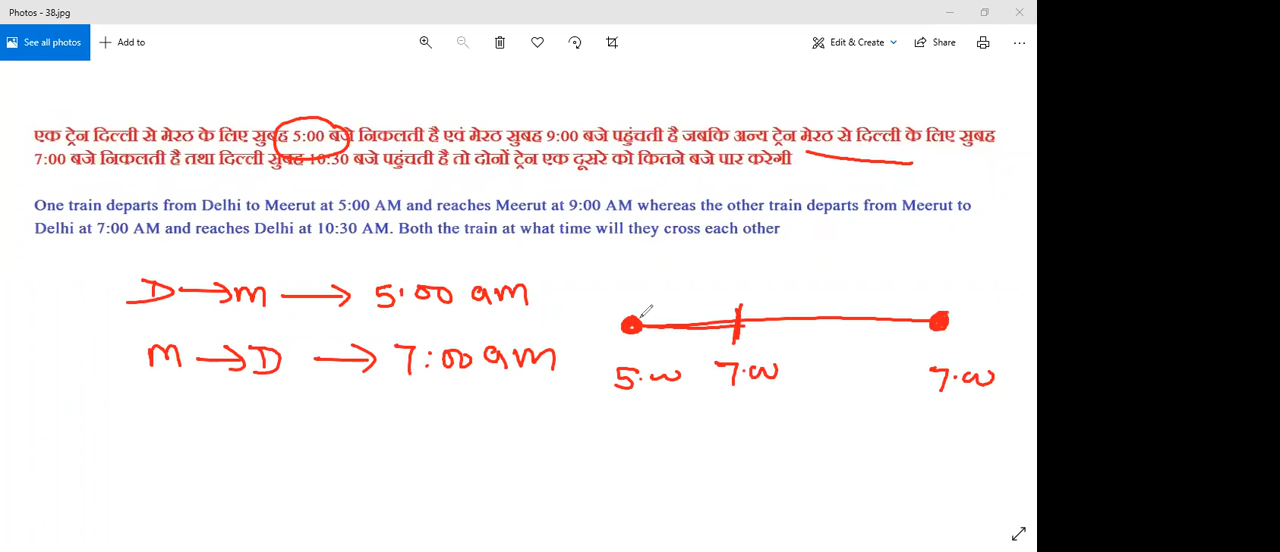 Photos - 38.jpg
See all photos
Add to
Edit & Create
Share
एक ट्रेन दिल्ली से मेरठ के लिए सुबह 5:00 बजे निकलती है एवं मेरठ सुबह 9:00 बजे पहुंचती है जबकि अन्य ट्रेन मेरठ से दिल्ली के लिए सुबह
7:00 बजे निकलती है तथा दिल्ली सुबह 10:30 बजे पहुंचती है तो दोनों ट्रेन एक दूसरे को कितने बजे पार करेगी
One train departs from Delhi to Meerut at 5:00 AM and reaches Meerut at 9:00 AM whereas the other train departs from Meerut to
Delhi at 7:00 AM and reaches Delhi at 10:30 AM. Both the train at what time will they cross each other
D → M → 5.00 am
M → D → 7:00 am
5.00 7.00 7.00